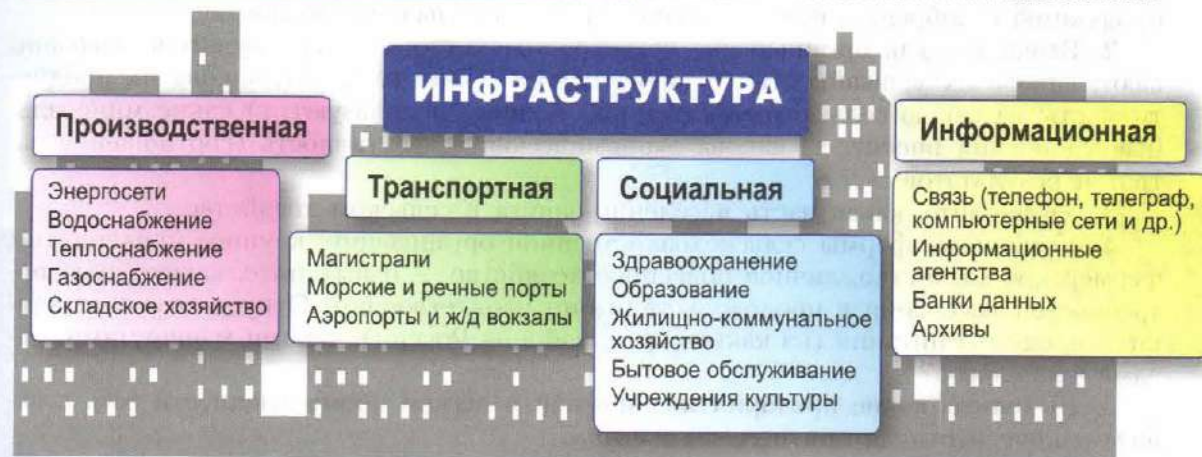 ИНФРАСТРУКТУРА
Производственная
Энергосети
Водоснабжение
Теплоснабжение
Газоснабжение
Складское хозяйство
Транспортная
Магистрали
Морские и речные порты
Аэропорты и ж/д вокзалы
Социальная
Здравоохранение
Образование
Жилищно-коммунальное
хозяйство
Бытовое обслуживание
Учреждения культуры
Информационная
Связь (телефон, телеграф,
компьютерные сети и др.)
Информационные
агентства
Банки данных
Архивы